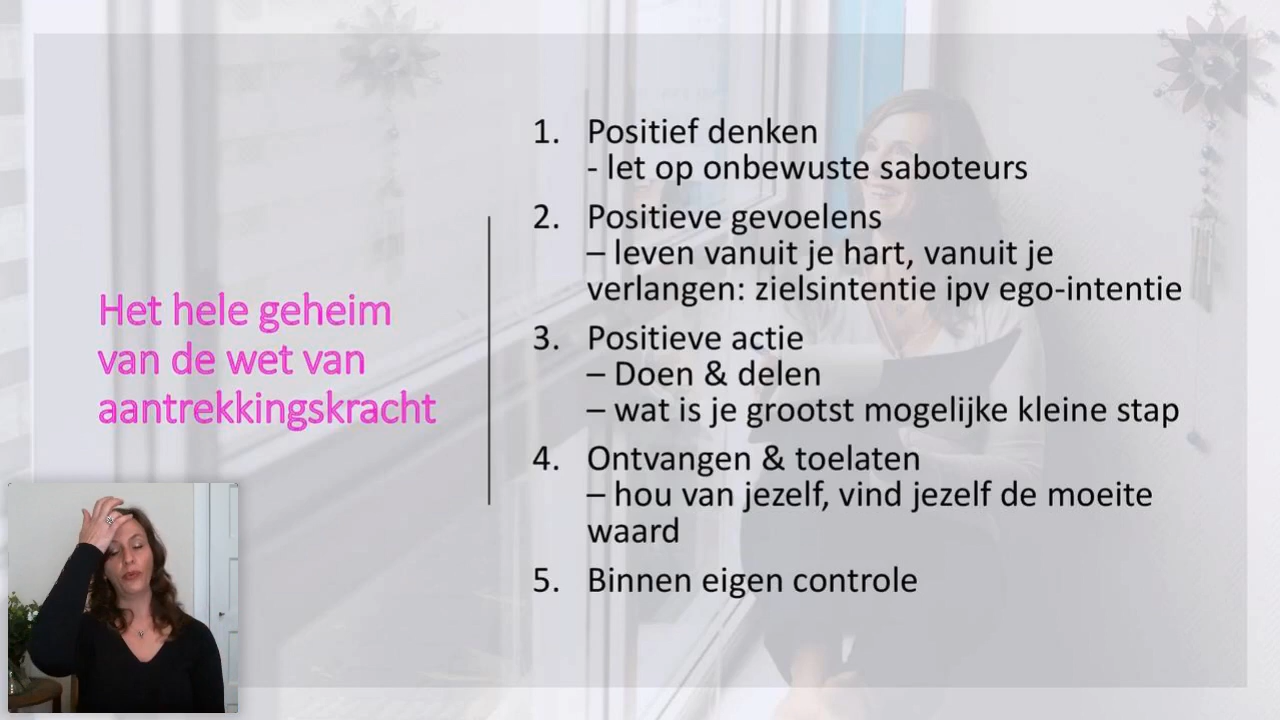 Het hele geheim
van de wet van
aantrekkingskracht
1. Positief denken
- let op onbewuste saboteurs
2. Positieve gevoelens
– leven vanuit je hart, vanuit je
verlangen: zielsintentie ipv ego-intentie
3. Positieve actie
– Doen & delen
– wat is je grootst mogelijke kleine stap
4. Ontvangen & toelaten
– hou van jezelf, vind jezelf de moeite
waard
5. Binnen eigen controle